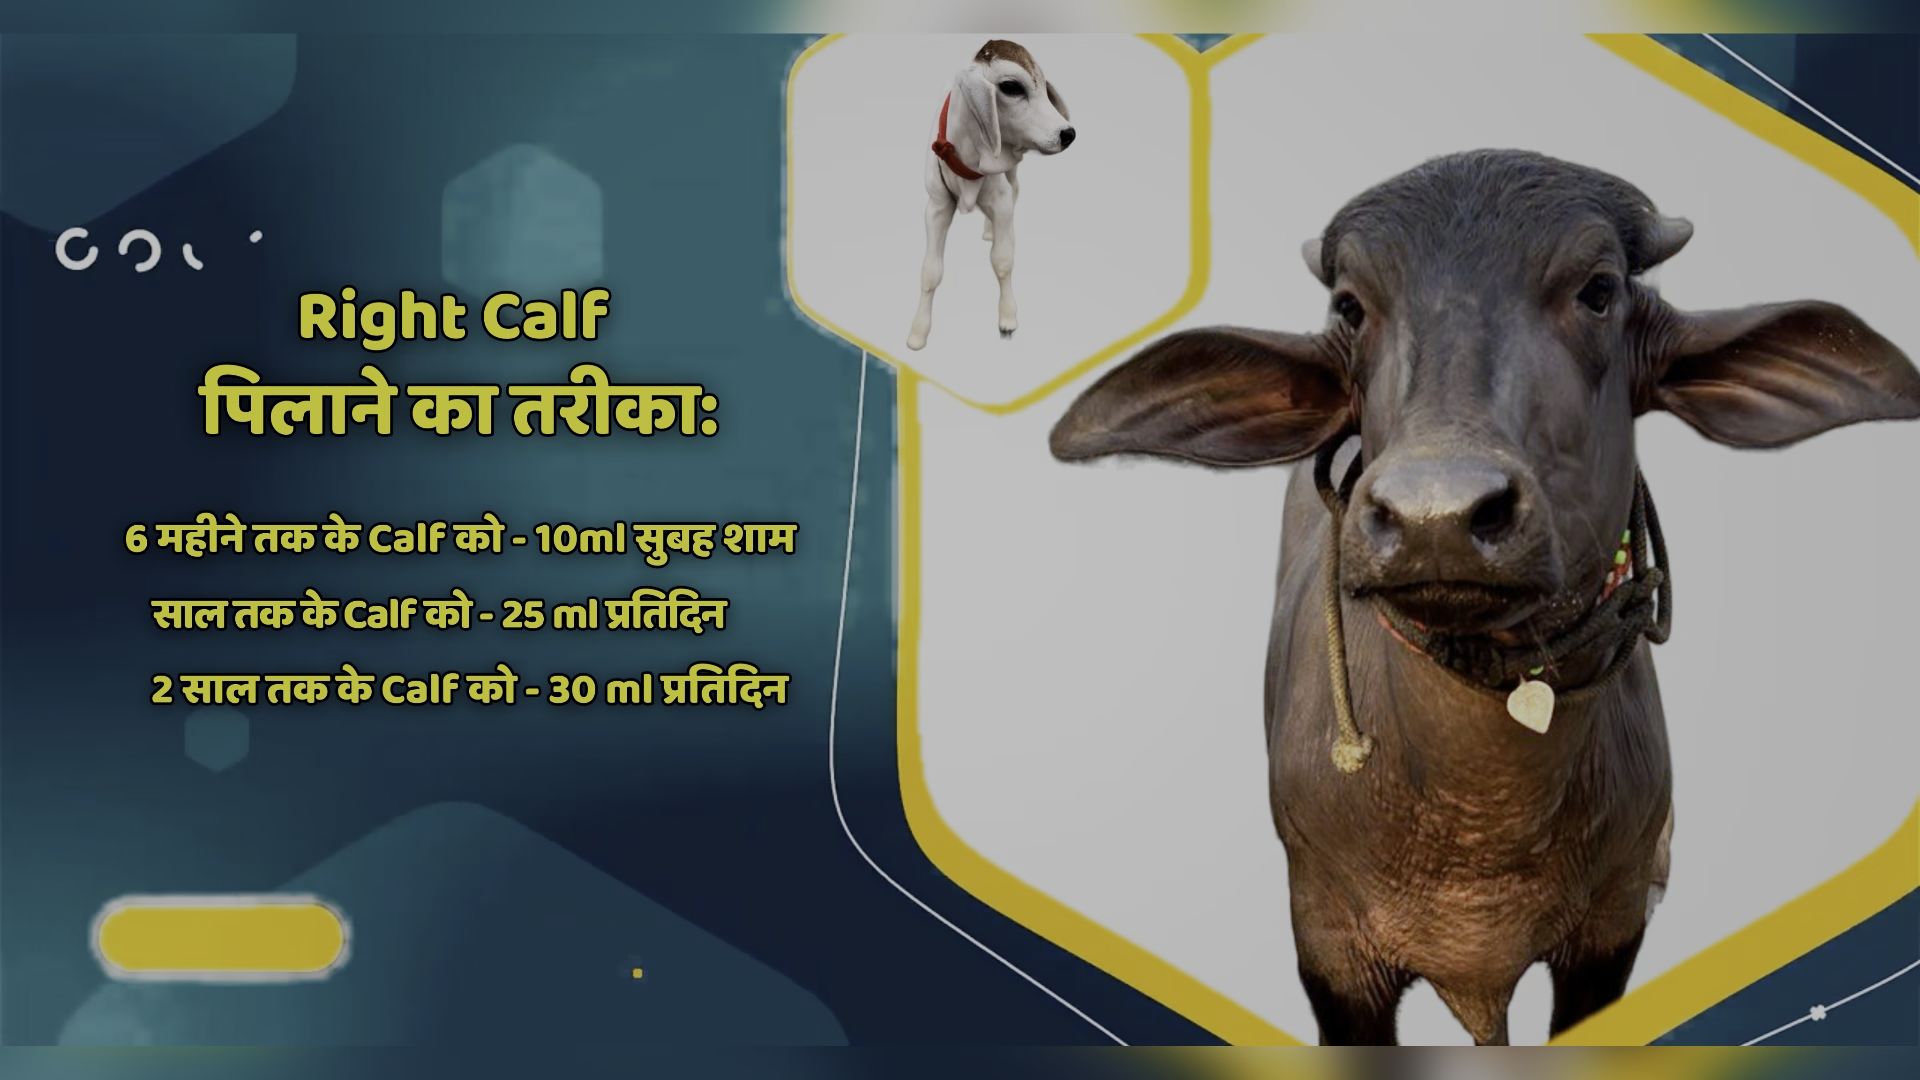 Right Calf
पिलाने का तरीका:
6 महीने तक के Calf को - 10ml सुबह शाम
साल तक के Calf को - 25 ml प्रतिदिन
2 साल तक के Calf को - 30 ml प्रतिदिन